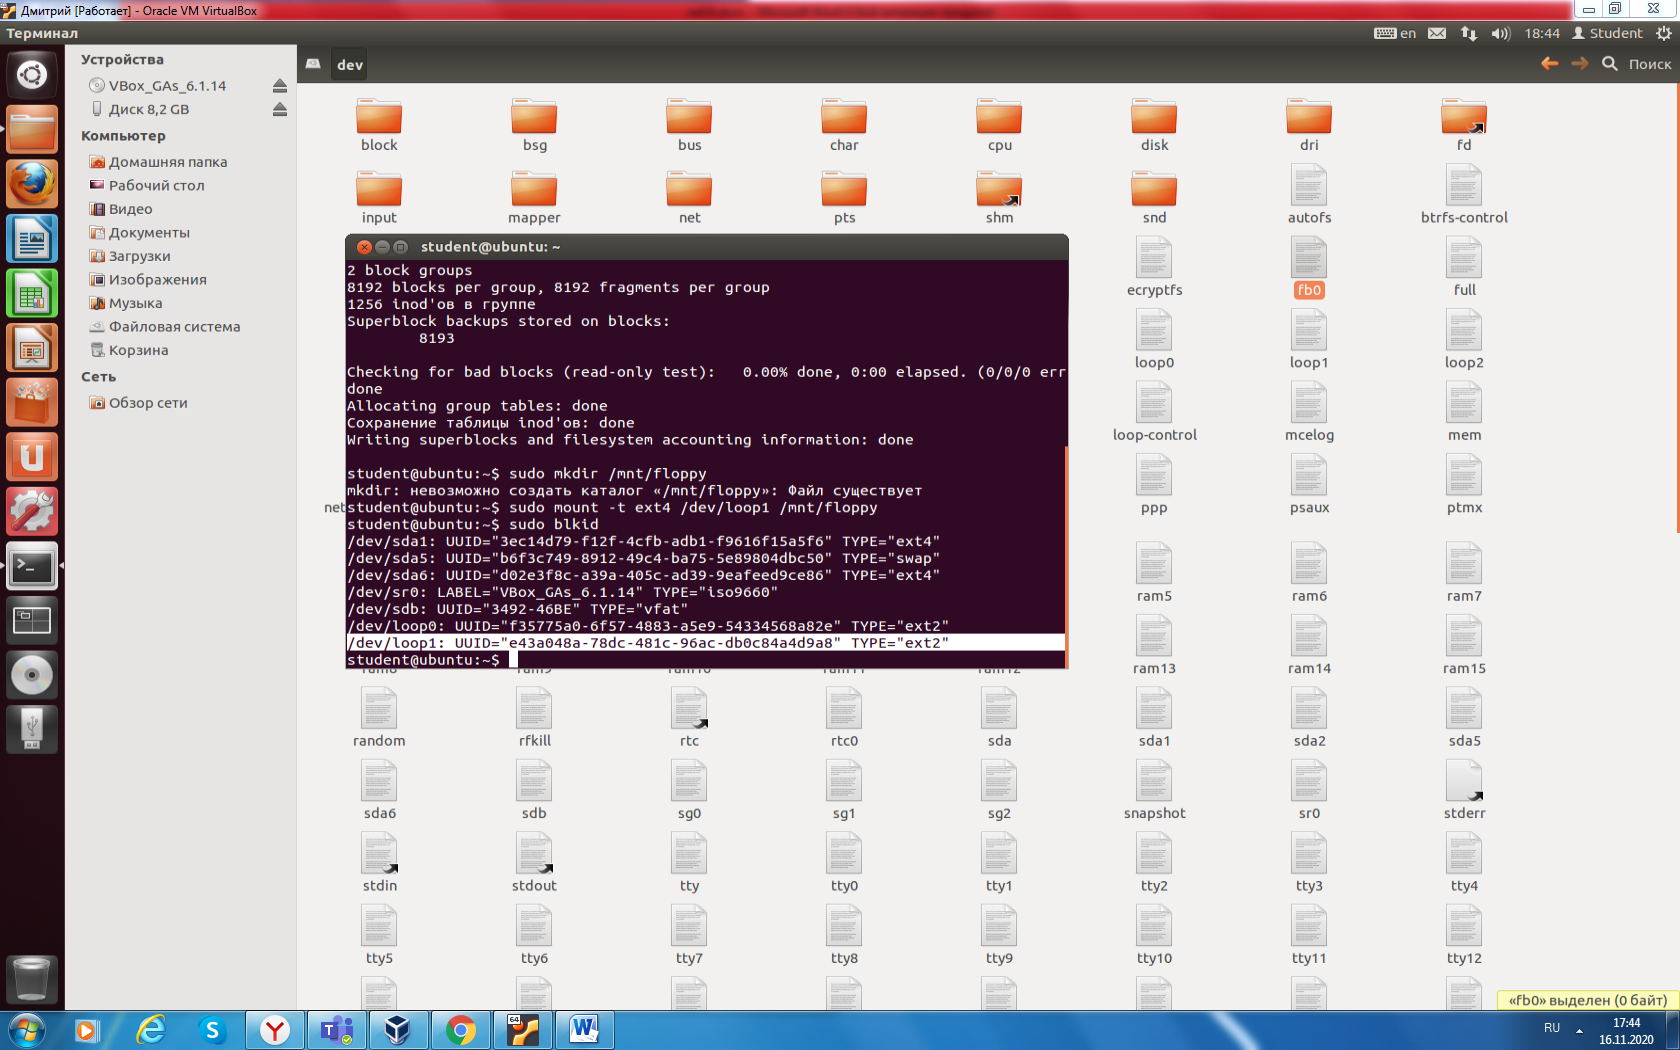 Дмитрий [Работает] - Oracle VM VirtualBox
Терминал
en
18:44
Student
Устройства
VBox_GAs_6.1.14
Диск 8,2 GB
Компьютер
Домашняя папка
Рабочий стол
Видео
Документы
Загрузки
Изображения
Музыка
Файловая система
Корзина
Сеть
Обзор сети
dev
Поиск
block bsg bus char cpu disk dri fd
input mapper net pts shm snd autofs btrfs-control
ecryptfs fb0 full
loop0 loop1 loop2
loop-control mcelog mem
net ppp psaux ptmx
ram5 ram6 ram7
ram8 ram9 ram10 ram11 ram12 ram13 ram14 ram15
random rfkill rtc rtc0 sda sda1 sda2 sda5
sda6 sdb sg0 sg1 sg2 snapshot sr0 stderr
stdin stdout tty tty0 tty1 tty2 tty3 tty4
tty5 tty6 tty7 tty8 tty9 tty10 tty11 tty12
student@ubuntu: ~
2 block groups
8192 blocks per group, 8192 fragments per group
1256 inod'ов в группе
Superblock backups stored on blocks:
8193
Checking for bad blocks (read-only test):   0.00% done, 0:00 elapsed. (0/0/0 err
done
Allocating group tables: done
Сохранение таблицы inod'ов: done
Writing superblocks and filesystem accounting information: done
student@ubuntu:~$ sudo mkdir /mnt/floppy
mkdir: невозможно создать каталог «/mnt/floppy»: Файл существует
student@ubuntu:~$ sudo mount -t ext4 /dev/loop1 /mnt/floppy
student@ubuntu:~$ sudo blkid
/dev/sda1: UUID="3ec14d79-f12f-4cfb-adb1-f9616f15a5f6" TYPE="ext4"
/dev/sda5: UUID="b6f3c749-8912-49c4-ba75-5e89804dbc50" TYPE="swap"
/dev/sda6: UUID="d02e3f8c-a39a-405c-ad39-9eafeed9ce86" TYPE="ext4"
/dev/sr0: LABEL="VBox_GAs_6.1.14" TYPE="iso9660"
/dev/sdb: UUID="3492-46BE" TYPE="vfat"
/dev/loop0: UUID="f35775a0-6f57-4883-a5e9-54334568a82e" TYPE="ext2"
/dev/loop1: UUID="e43a048a-78dc-481c-96ac-db0c84a4d9a8" TYPE="ext2"
student@ubuntu:~$
«fb0» выделен (0 байт)
64
RU
17:44
16.11.2020